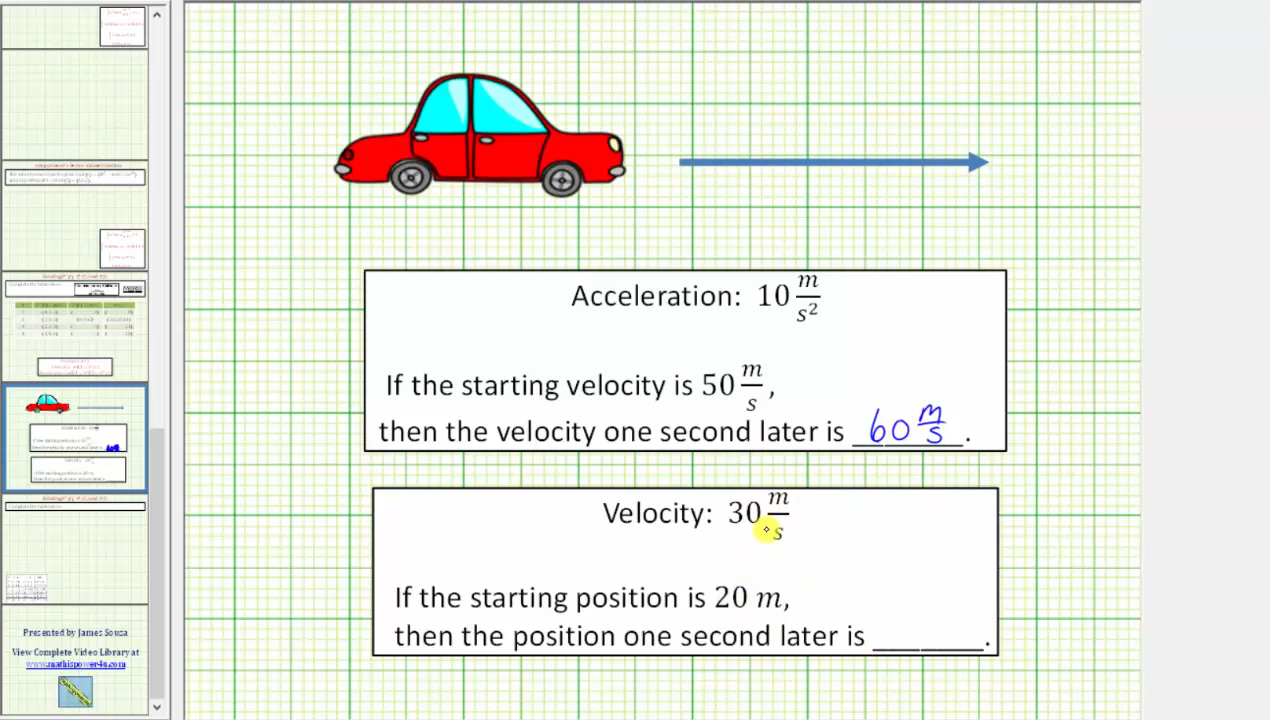 Acceleration: 10 m/s²
If the starting velocity is 50 m/s,
then the velocity one second later is 60 m/s.
Velocity: 30 m/s
If the starting position is 20 m,
then the position one second later is ________.
Presented by James Sousa
View Complete Video Library at
www.mathispower4u.com